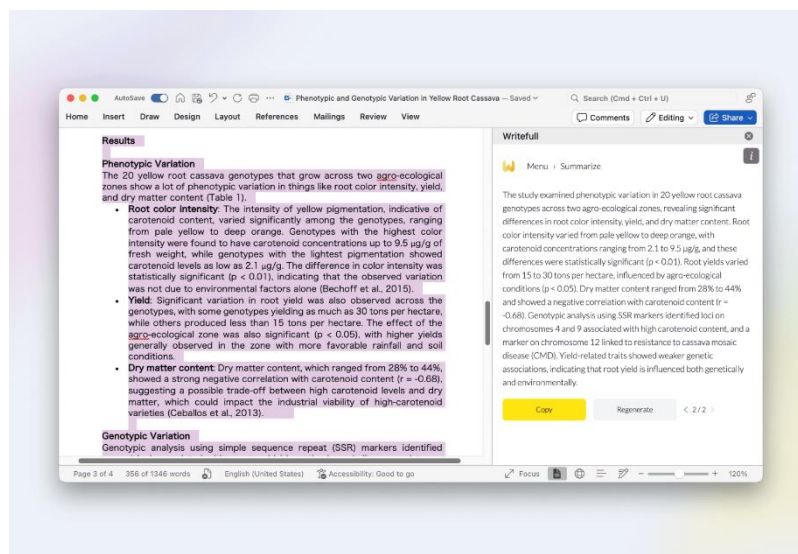 AutoSave
Phenotypic and Genotypic Variation in Yellow Root Cassava — Saved
Search (Cmd + Ctrl + U)
Home Insert Draw Design Layout References Mailings Review View
Comments Editing Share
Results
Phenotypic Variation
The 20 yellow root cassava genotypes that grow across two agro-ecological
zones show a lot of phenotypic variation in things like root color intensity, yield,
and dry matter content (Table 1).
• Root color intensity: The intensity of yellow pigmentation, indicative of
carotenoid content, varied significantly among the genotypes, ranging
from pale yellow to deep orange. Genotypes with the highest color
intensity were found to have carotenoid concentrations up to 9.5 µg/g of
fresh weight, while genotypes with the lightest pigmentation showed
carotenoid levels as low as 2.1 µg/g. The difference in color intensity was
statistically significant (p < 0.01), indicating that the observed variation
was not due to environmental factors alone (Bechoff et al., 2015).
• Yield: Significant variation in root yield was also observed across the
genotypes, with some genotypes yielding as much as 30 tons per hectare,
while others produced less than 15 tons per hectare. The effect of the
agro-ecological zone was also significant (p < 0.05), with higher yields
generally observed in the zone with more favorable rainfall and soil
conditions.
• Dry matter content: Dry matter content, which ranged from 28% to 44%,
showed a strong negative correlation with carotenoid content (r = -0.68),
suggesting a possible trade-off between high carotenoid levels and dry
matter, which could impact the industrial viability of high-carotenoid
varieties (Ceballos et al., 2013).
Genotypic Variation
Genotypic analysis using simple sequence repeat (SSR) markers identified
Writefull
Menu › Summarize
The study examined phenotypic variation in 20 yellow root cassava
genotypes across two agro-ecological zones, revealing significant
differences in root color intensity, yield, and dry matter content. Root
color intensity varied from pale yellow to deep orange, with
carotenoid concentrations ranging from 2.1 to 9.5 µg/g, and these
differences were statistically significant (p < 0.01). Root yields varied
from 15 to 30 tons per hectare, influenced by agro-ecological
conditions (p < 0.05). Dry matter content ranged from 28% to 44%
and showed a negative correlation with carotenoid content (r =
-0.68). Genotypic analysis using SSR markers identified loci on
chromosomes 4 and 9 associated with high carotenoid content, and a
marker on chromosome 12 linked to resistance to cassava mosaic
disease (CMD). Yield-related traits showed weaker genetic
associations, indicating that root yield is influenced both genetically
and environmentally.
Copy Regenerate < 2/2 >
Page 3 of 4 356 of 1346 words English (United States) Accessibility: Good to go Focus 120%